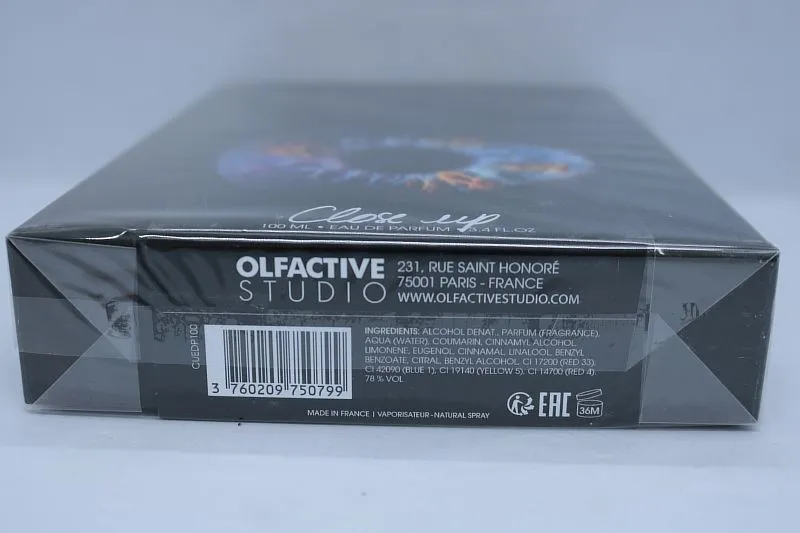 Close up
100 ML • EAU DE PARFUM • 3.4 FL.OZ
OLFACTIVE
STUDIO
231, RUE SAINT HONORÉ
75001 PARIS - FRANCE
WWW.OLFACTIVESTUDIO.COM
CUEDP100
3 760209 750799
INGREDIENTS: ALCOHOL DENAT., PARFUM (FRAGRANCE),
AQUA (WATER), COUMARIN, CINNAMYL ALCOHOL,
LIMONENE, EUGENOL, CINNAMAL, LINALOOL, BENZYL
BENZOATE, CITRAL, BENZYL ALCOHOL, CI 17200 (RED 33),
CI 42090 (BLUE 1), CI 19140 (YELLOW 5), CI 14700 (RED 4).
78 % VOL
MADE IN FRANCE | VAPORISATEUR - NATURAL SPRAY
EAC
36M